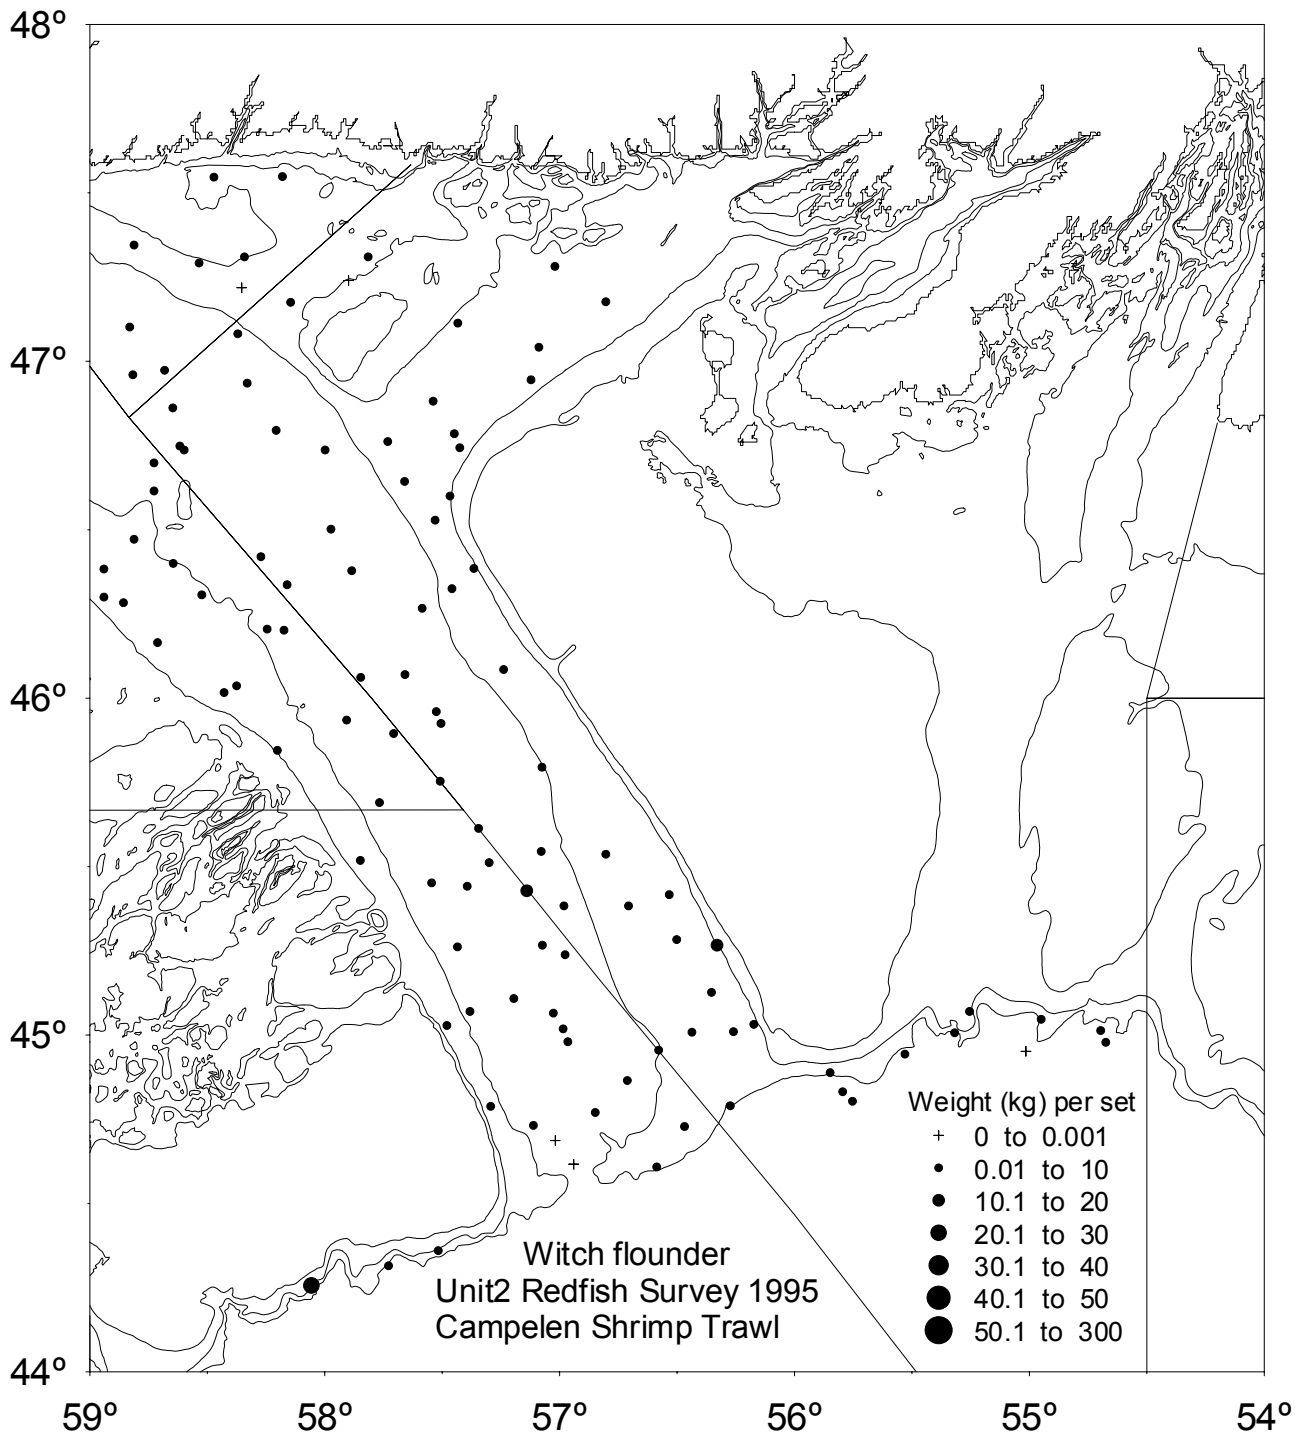 48º
47º
46º
45º
44º
59º 58º 57º 56º 55º 54º
Weight (kg) per set
0 to 0.001
0.01 to 10
10.1 to 20
20.1 to 30
30.1 to 40
40.1 to 50
50.1 to 300
Witch flounder
Unit2 Redfish Survey 1995
Campelen Shrimp Trawl